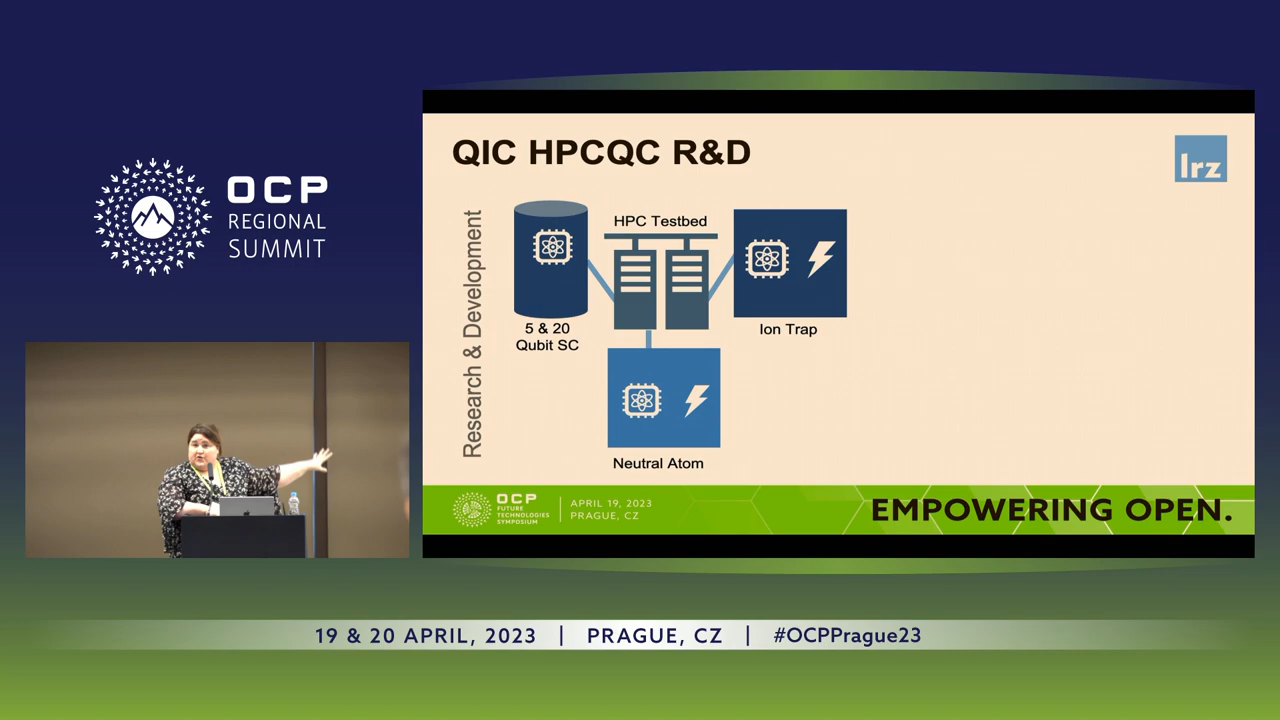 OCP
REGIONAL
SUMMIT
QIC HPCQC R&D
lrz
Research & Development
HPC Testbed
5 & 20
Qubit SC
Ion Trap
Neutral Atom
OCP
FUTURE
TECHNOLOGIES
SYMPOSIUM
APRIL 19, 2023
PRAGUE, CZ
EMPOWERING OPEN.
19 & 20 APRIL, 2023 | PRAGUE, CZ | #OCPPrague23